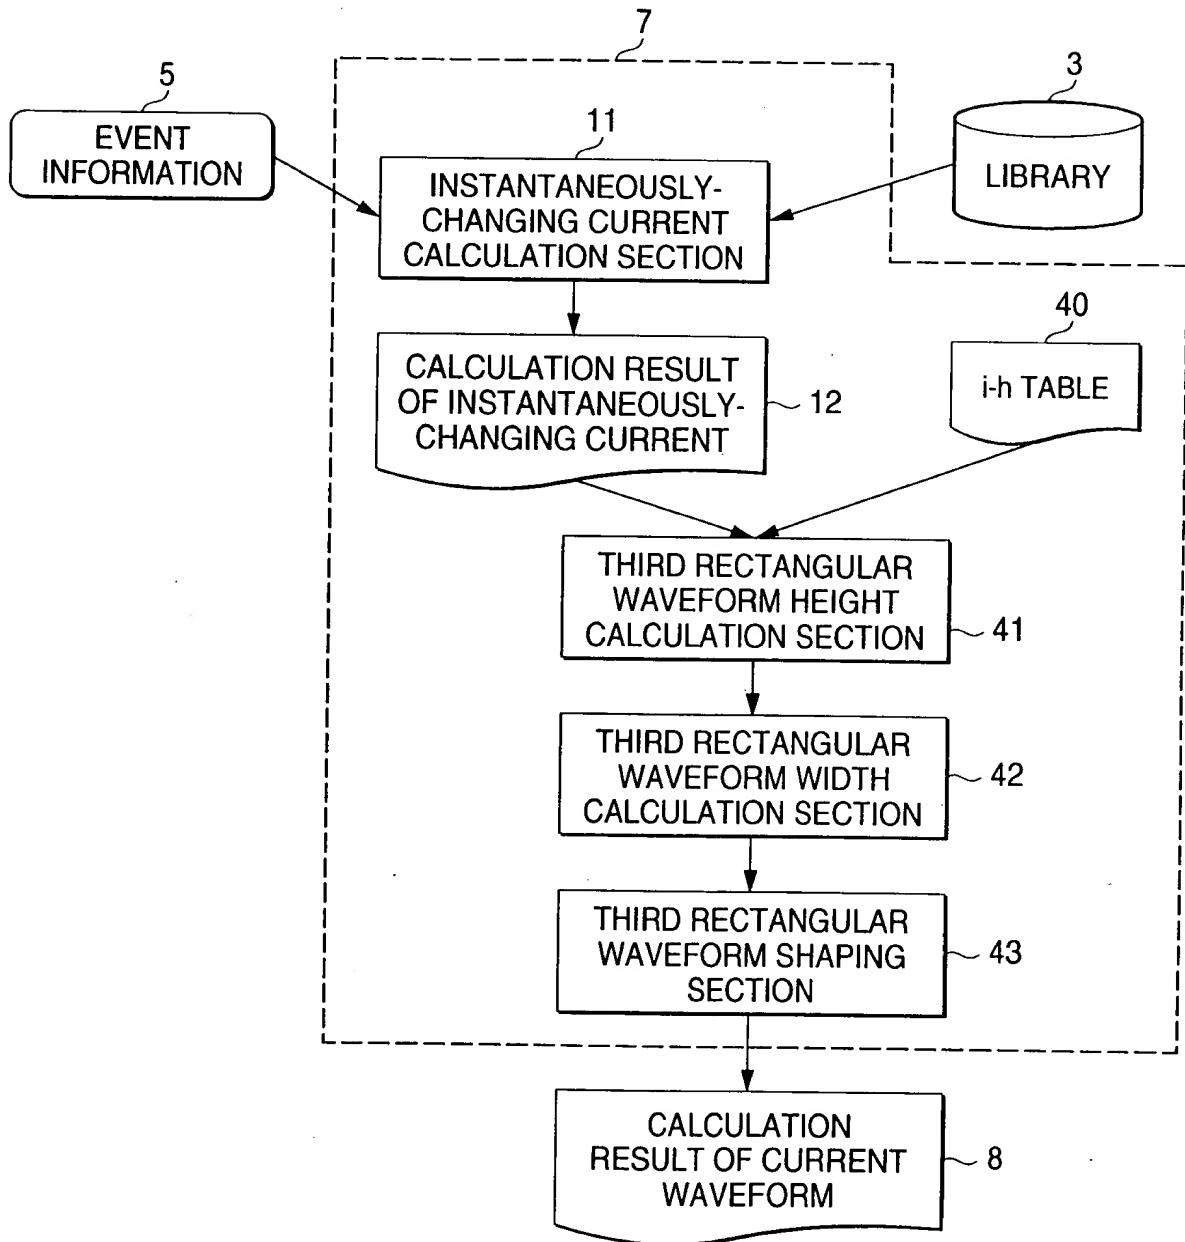 7
5
EVENT
INFORMATION
3
LIBRARY
11
INSTANTANEOUSLY-
CHANGING CURRENT
CALCULATION SECTION
40
i-h TABLE
CALCULATION RESULT
OF INSTANTANEOUSLY-
CHANGING CURRENT
12
THIRD RECTANGULAR
WAVEFORM HEIGHT
CALCULATION SECTION
41
THIRD RECTANGULAR
WAVEFORM WIDTH
CALCULATION SECTION
42
THIRD RECTANGULAR
WAVEFORM SHAPING
SECTION
43
CALCULATION
RESULT OF CURRENT
WAVEFORM
8